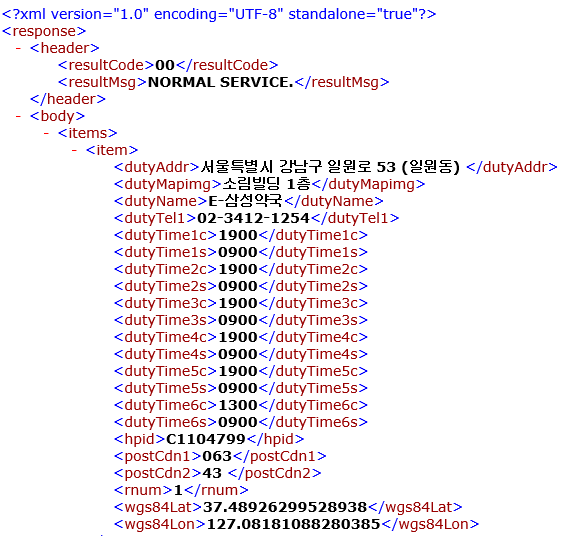 <?xml version="1.0" encoding="UTF-8" standalone="true"?>
<response>
- <header>
<resultCode>00</resultCode>
<resultMsg>NORMAL SERVICE.</resultMsg>
</header>
- <body>
- <items>
- <item>
<dutyAddr>서울특별시 강남구 일원로 53 (일원동) </dutyAddr>
<dutyMapimg>소림빌딩 1층</dutyMapimg>
<dutyName>E-삼성약국</dutyName>
<dutyTel1>02-3412-1254</dutyTel1>
<dutyTime1c>1900</dutyTime1c>
<dutyTime1s>0900</dutyTime1s>
<dutyTime2c>1900</dutyTime2c>
<dutyTime2s>0900</dutyTime2s>
<dutyTime3c>1900</dutyTime3c>
<dutyTime3s>0900</dutyTime3s>
<dutyTime4c>1900</dutyTime4c>
<dutyTime4s>0900</dutyTime4s>
<dutyTime5c>1900</dutyTime5c>
<dutyTime5s>0900</dutyTime5s>
<dutyTime6c>1300</dutyTime6c>
<dutyTime6s>0900</dutyTime6s>
<hpid>C1104799</hpid>
<postCdn1>063</postCdn1>
<postCdn2>43 </postCdn2>
<rnum>1</rnum>
<wgs84Lat>37.48926299528938</wgs84Lat>
<wgs84Lon>127.08181088280385</wgs84Lon>